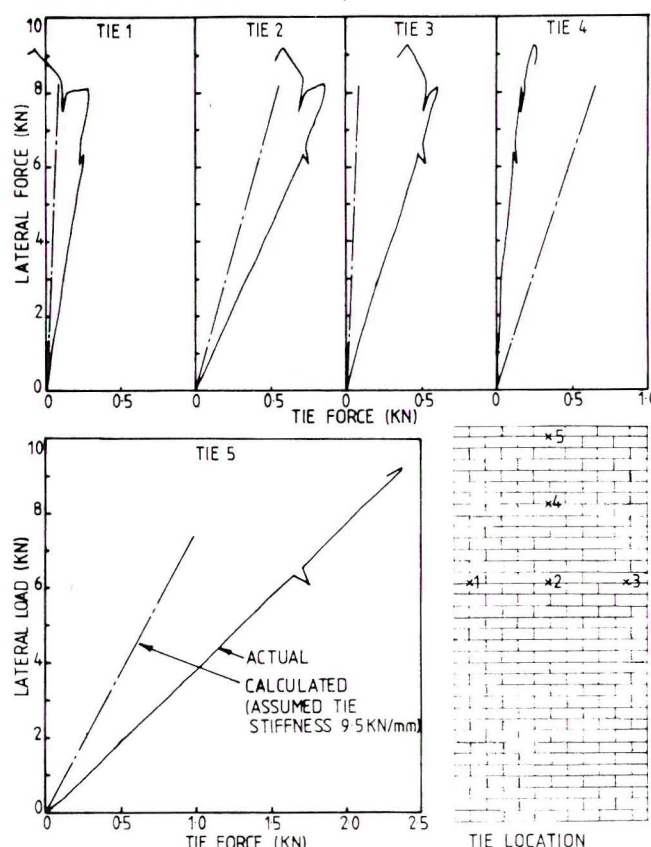 TIE 1 TIE 2 TIE 3 TIE 4
10
9
8
6
4
2
0
LATERAL FORCE (KN)
0 0·5 0 0·5 0 0·5 0 0·5 1·0
TIE FORCE (KN)
TIE 5
10
8
6
4
2
0
LATERAL LOAD (KN)
ACTUAL
CALCULATED
(ASSUMED TIE
STIFFNESS 9·5 KN/mm)
0 0·5 1·0 1·5 2·0 2·5
TIE FORCE (KN)
×5
×4
×1 ×2 ×3
TIE LOCATION